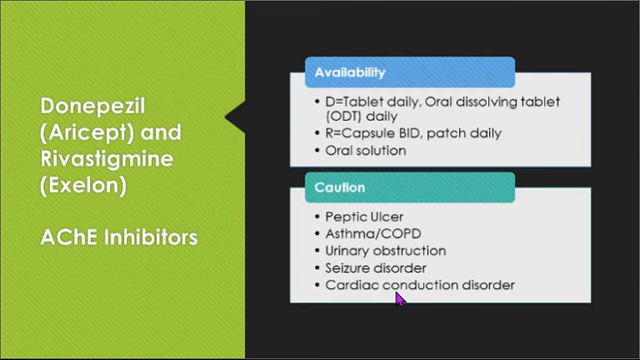 Donepezil
(Aricept) and
Rivastigmine
(Exelon)
AChE Inhibitors
Availability
• D=Tablet daily, Oral dissolving tablet
(ODT) daily
• R=Capsule BID, patch daily
• Oral solution
Caution
• Peptic Ulcer
• Asthma/COPD
• Urinary obstruction
• Seizure disorder
• Cardiac conduction disorder